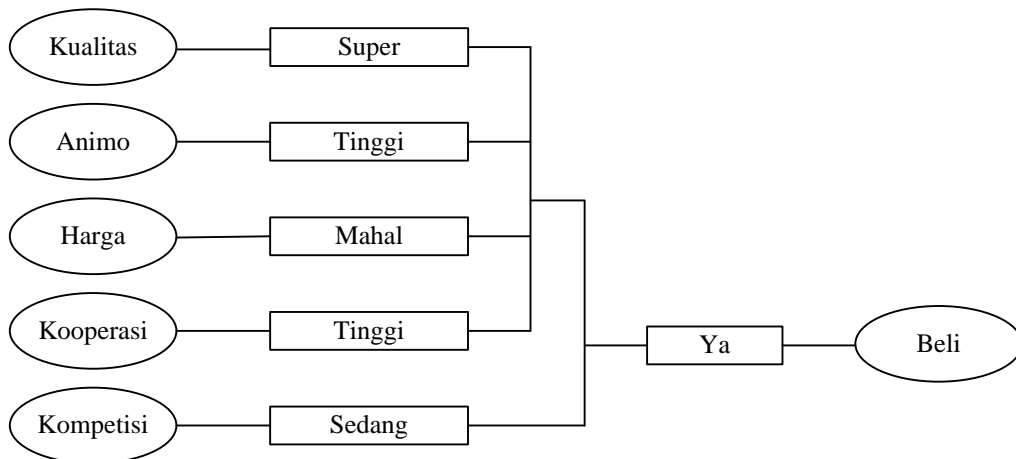 Kualitas
Super
Animo
Tinggi
Harga
Mahal
Kooperasi
Tinggi
Ya
Beli
Kompetisi
Sedang